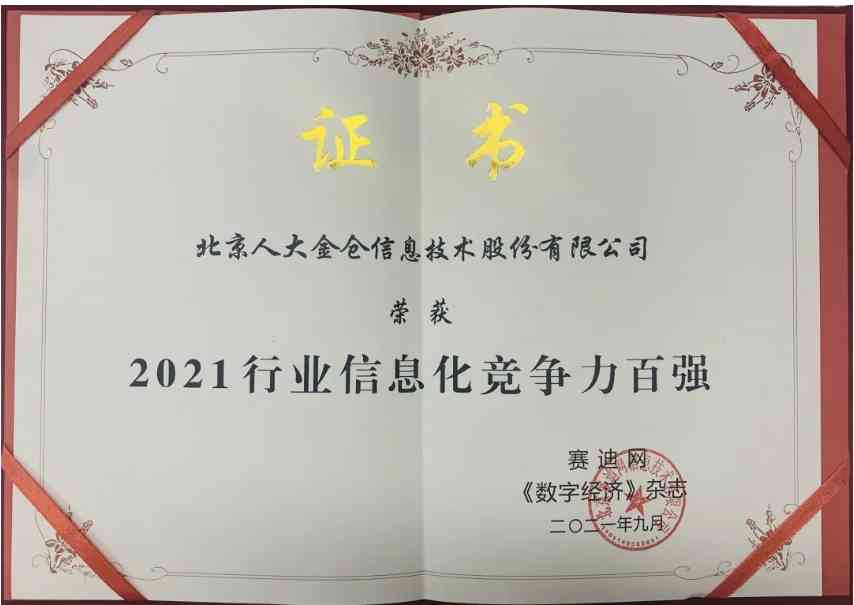 证书
北京人大金仓信息技术股份有限公司
荣获
2021行业信息化竞争力百强
赛迪网
《数字经济》杂志
二〇二一年九月